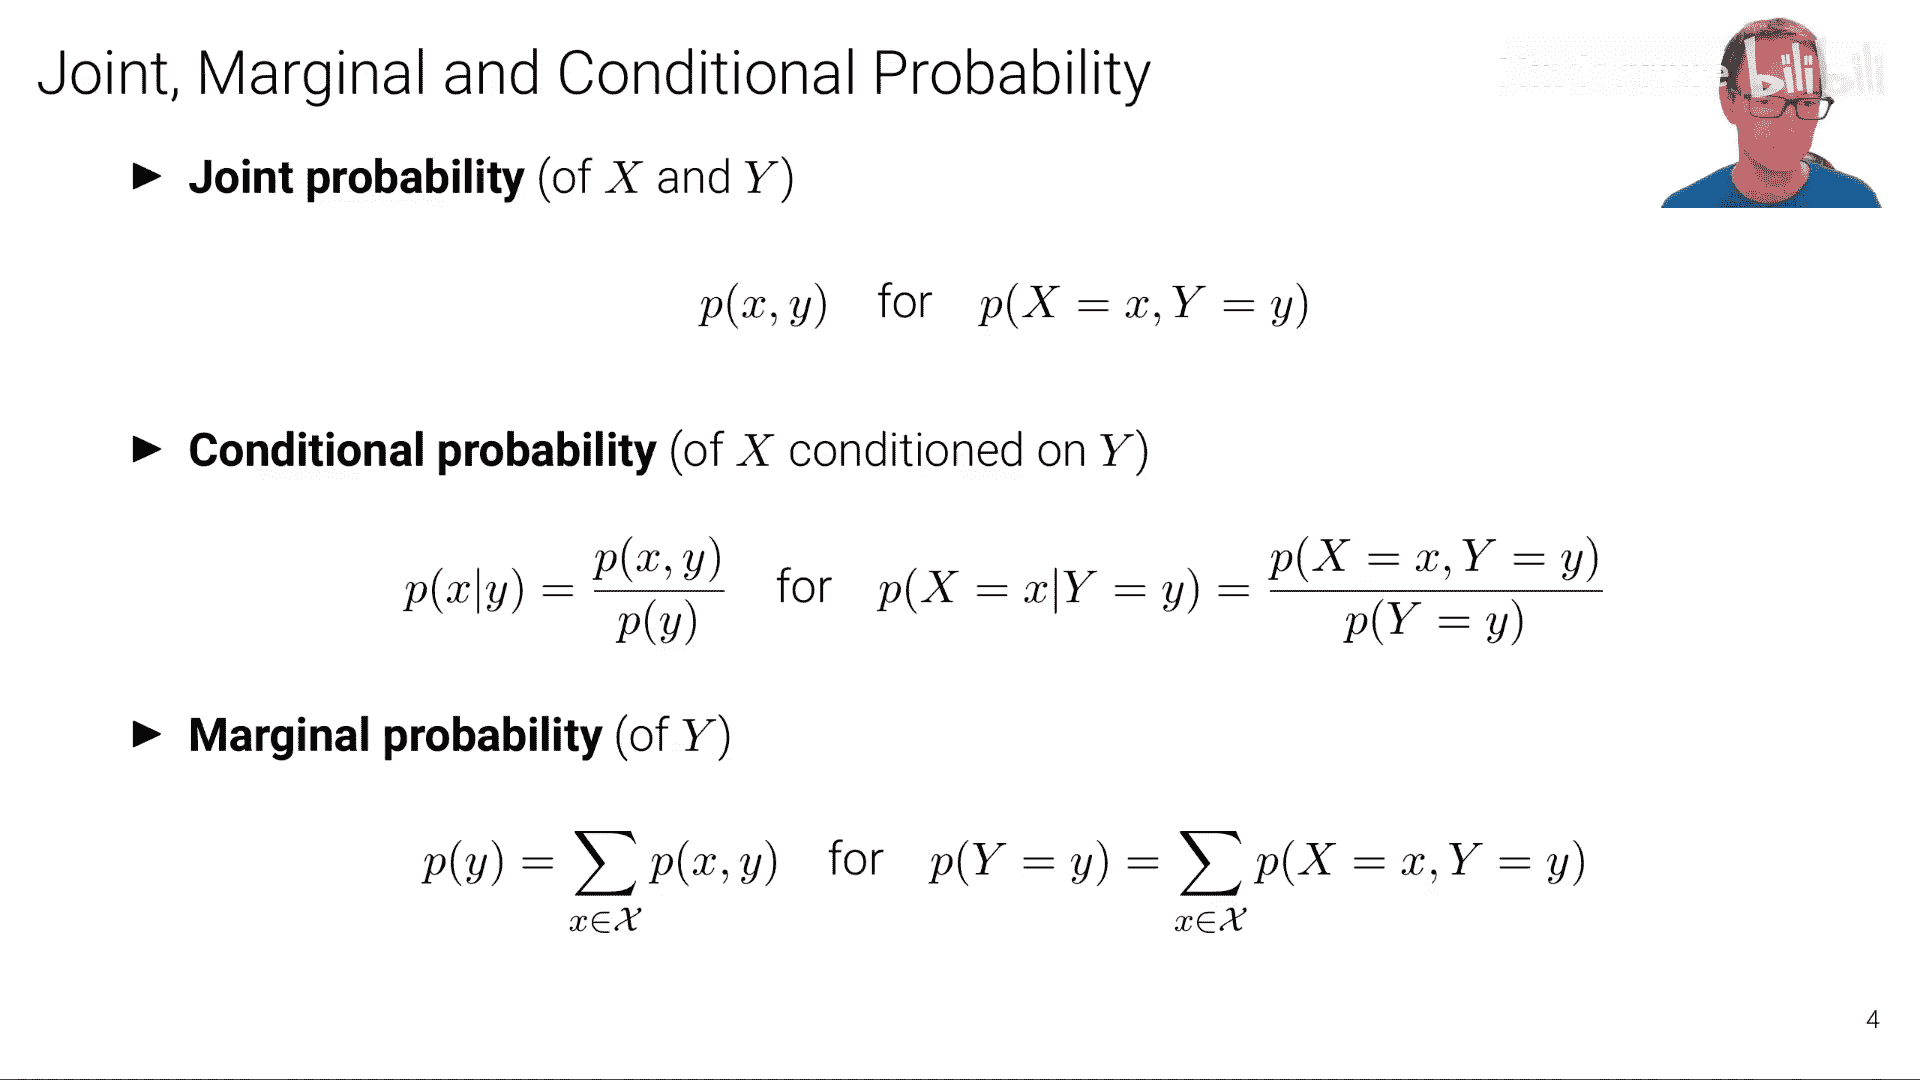 Joint, Marginal and Conditional Probability
bilibili
► Joint probability (of X and Y)
p(x, y) for p(X = x, Y = y)
► Conditional probability (of X conditioned on Y)
p(x|y) = p(x, y) / p(y) for p(X = x|Y = y) = p(X = x, Y = y) / p(Y = y)
► Marginal probability (of Y)
p(y) = ∑ x∈𝒳 p(x, y) for p(Y = y) = ∑ x∈𝒳 p(X = x, Y = y)
4